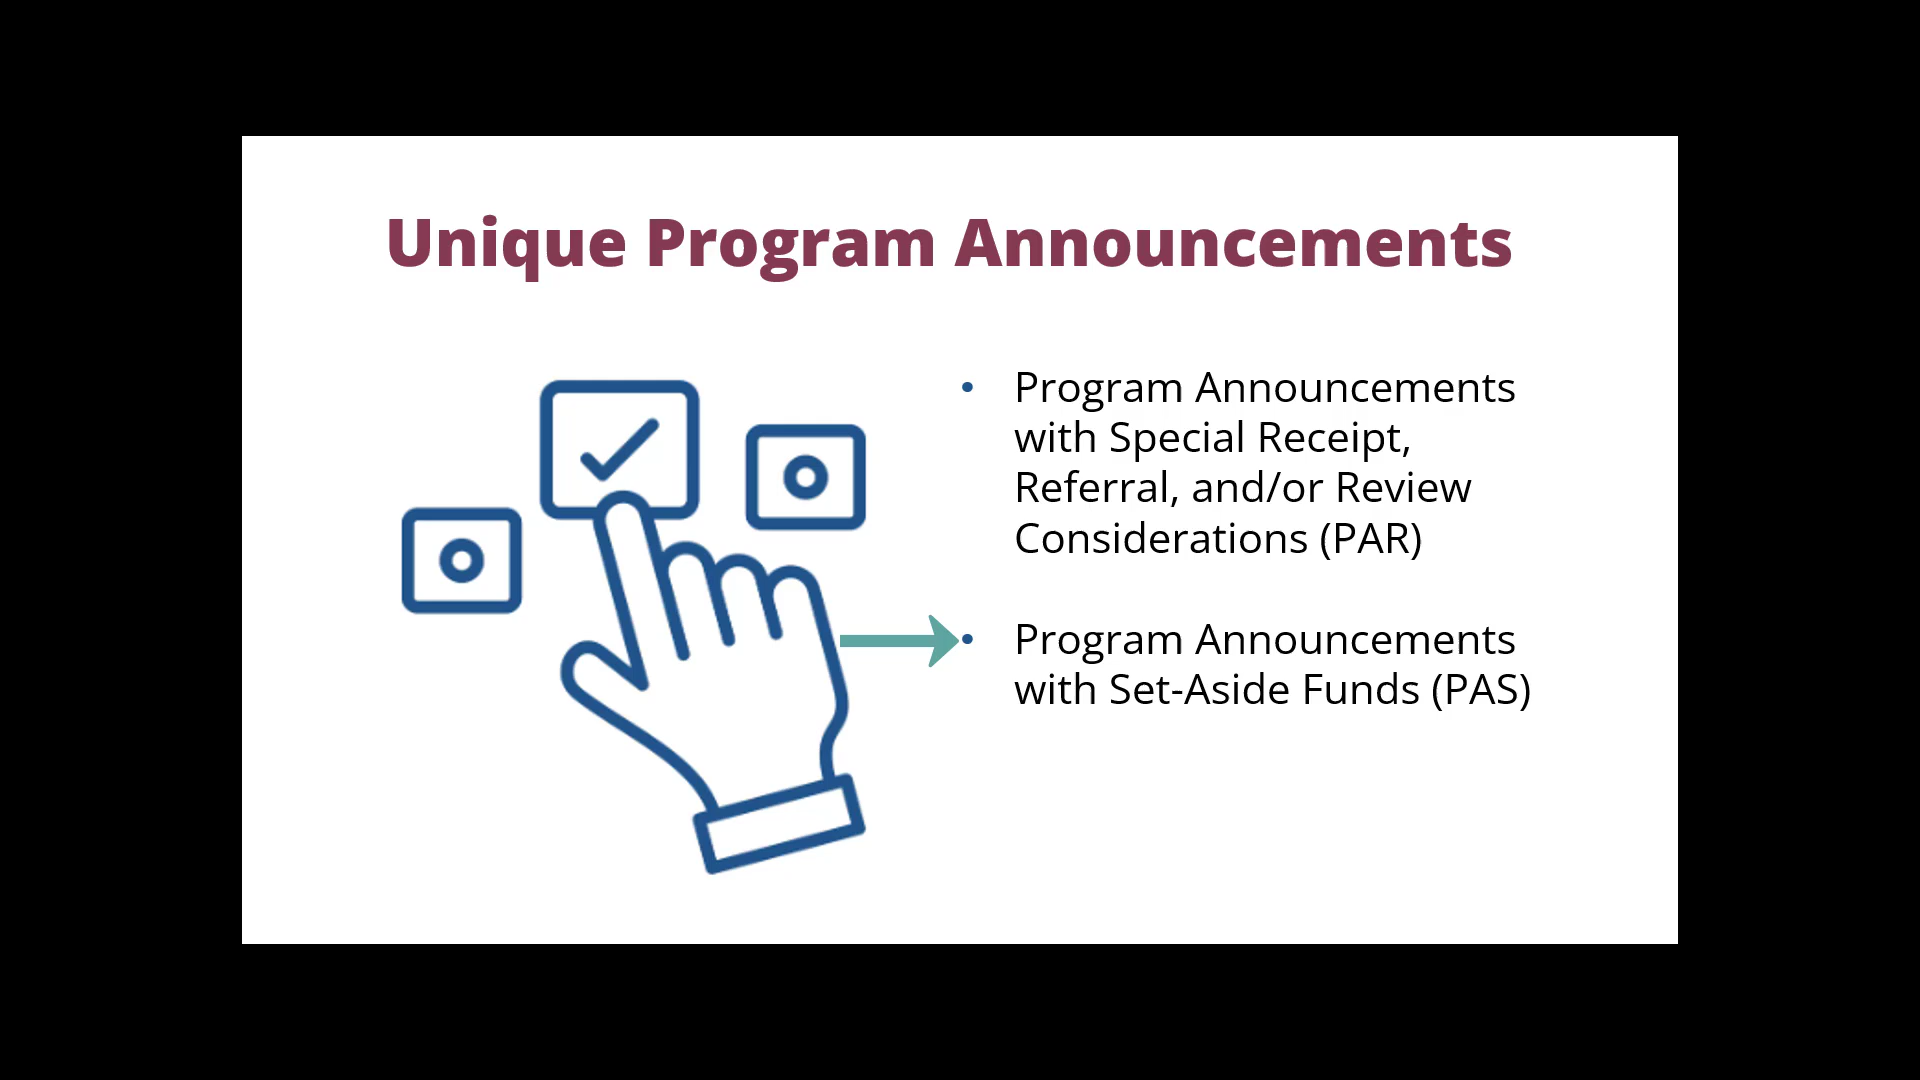 Unique Program Announcements
• Program Announcements
with Special Receipt,
Referral, and/or Review
Considerations (PAR)
• Program Announcements
with Set-Aside Funds (PAS)